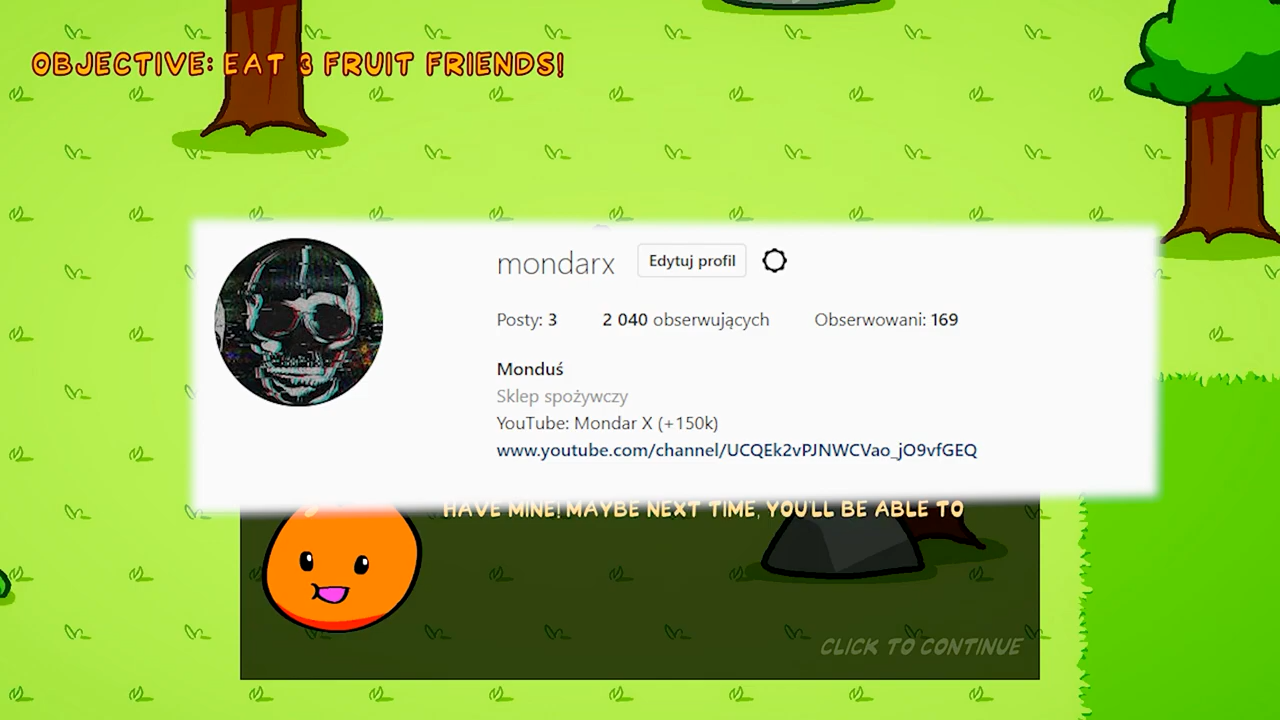 OBJECTIVE: EAT 3 FRUIT FRIENDS!
mondarx Edytuj profil
Posty: 3 2 040 obserwujących Obserwowani: 169
Monduś
Sklep spożywczy
YouTube: Mondar X (+150k)
www.youtube.com/channel/UCQEk2vPJNWCVao_jO9vfGEQ
HAVE MINE! MAYBE NEXT TIME, YOU'LL BE ABLE TO
CLICK TO CONTINUE